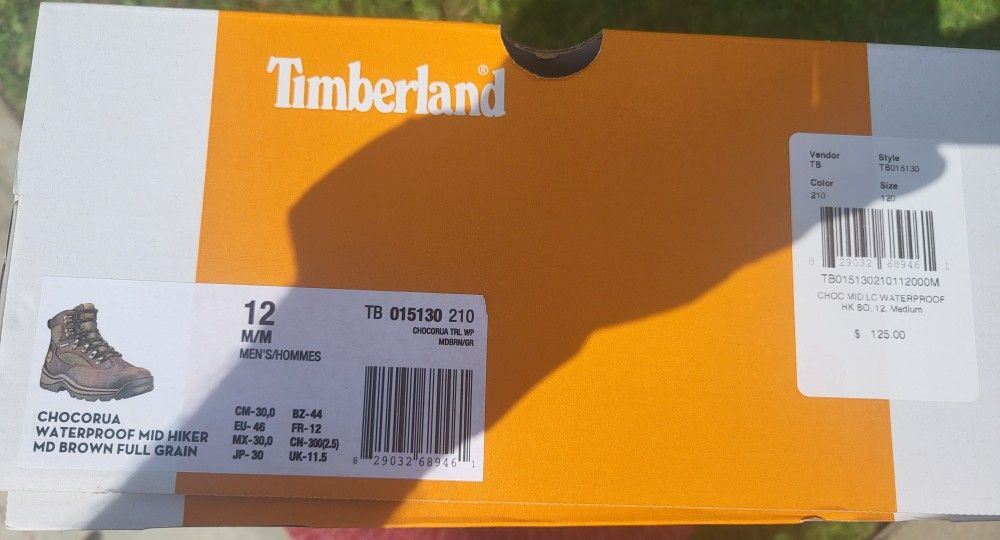 Timberland®
Vendor Style
TB TB015130
Color Size
210 120
8 29032 68946 1
TB015130210112000M
CHOC MID LC WATERPROOF
HK BO, 12, Medium
$ 125.00
12
M/M
MEN'S/HOMMES
TB 015130 210
CHOCORUA TRL WP
MDBRN/GR
CHOCORUA
WATERPROOF MID HIKER
MD BROWN FULL GRAIN
CM-30,0 BZ-44
EU- 46 FR-12
MX-30,0 CN-300(2.5)
JP- 30 UK-11.5
8 29032 68946 1